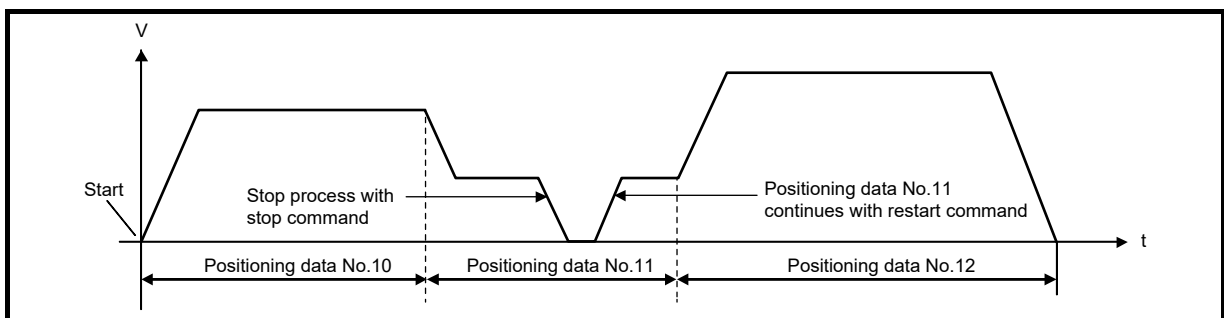 V
Start
Stop process with
stop command
Positioning data No.11
continues with restart command
t
Positioning data No.10
Positioning data No.11
Positioning data No.12